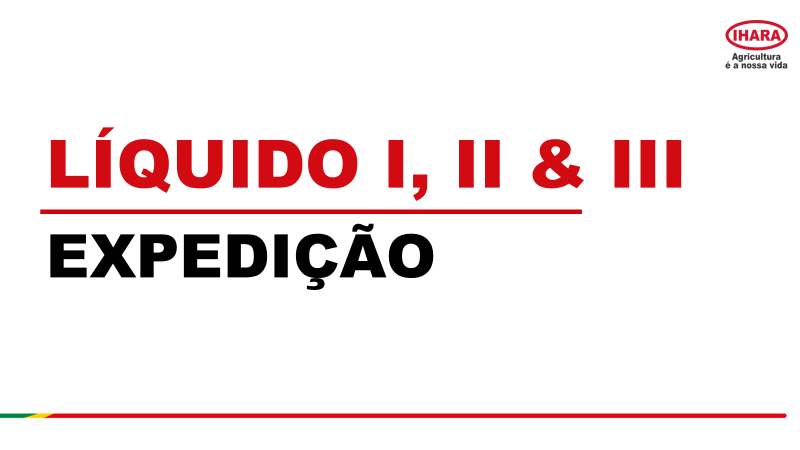 IHARA
Agricultura
é a nossa vida
LÍQUIDO I, II & III
EXPEDIÇÃO